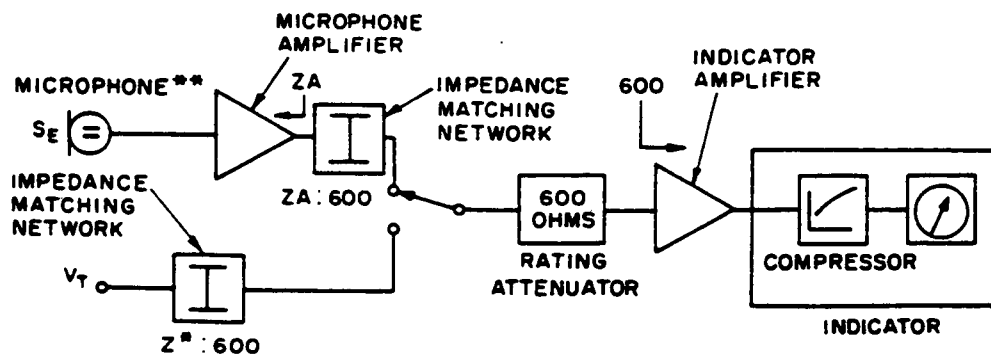 MICROPHONE
AMPLIFIER
MICROPHONE**
ZA
IMPEDANCE
MATCHING
NETWORK
600
INDICATOR
AMPLIFIER
SE
=
IMPEDANCE
MATCHING
NETWORK
ZA:600
600
OHMS
RATING
ATTENUATOR
COMPRESSOR
VT
Z*:600
INDICATOR